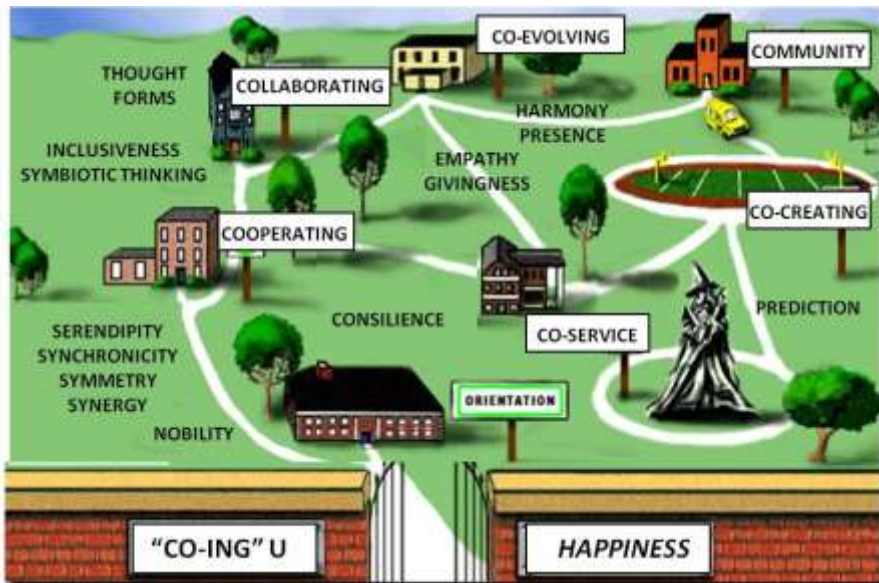 CO-EVOLVING
COMMUNITY
THOUGHT
FORMS
COLLABORATING
HARMONY
PRESENCE
INCLUSIVENESS
SYMBIOTIC THINKING
EMPATHY
GIVINGNESS
CO-CREATING
COOPERATING
CONSILIENCE
PREDICTION
SERENDIPITY
SYNCHRONICITY
SYMMETRY
SYNERGY
CO-SERVICE
ORIENTATION
NOBILITY
“CO-ING” U
HAPPINESS